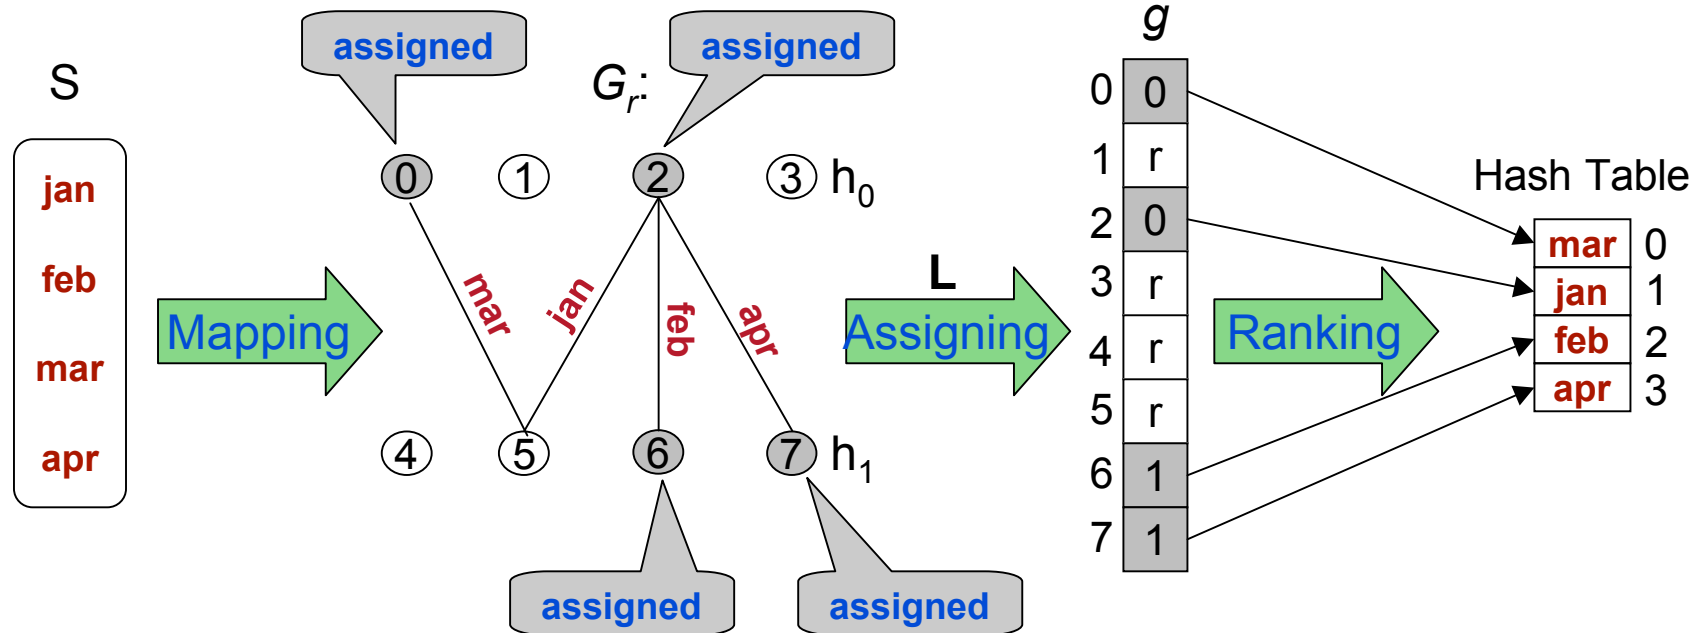 S
jan
feb
mar
apr
Mapping
assigned
assigned
Gᵣ:
0 1 2 3 h₀
mar jan feb apr
4 5 6 7 h₁
assigned
assigned
L
Assigning
g
0 0
1 r
2 0
3 r
4 r
5 r
6 1
7 1
Ranking
Hash Table
mar 0
jan 1
feb 2
apr 3